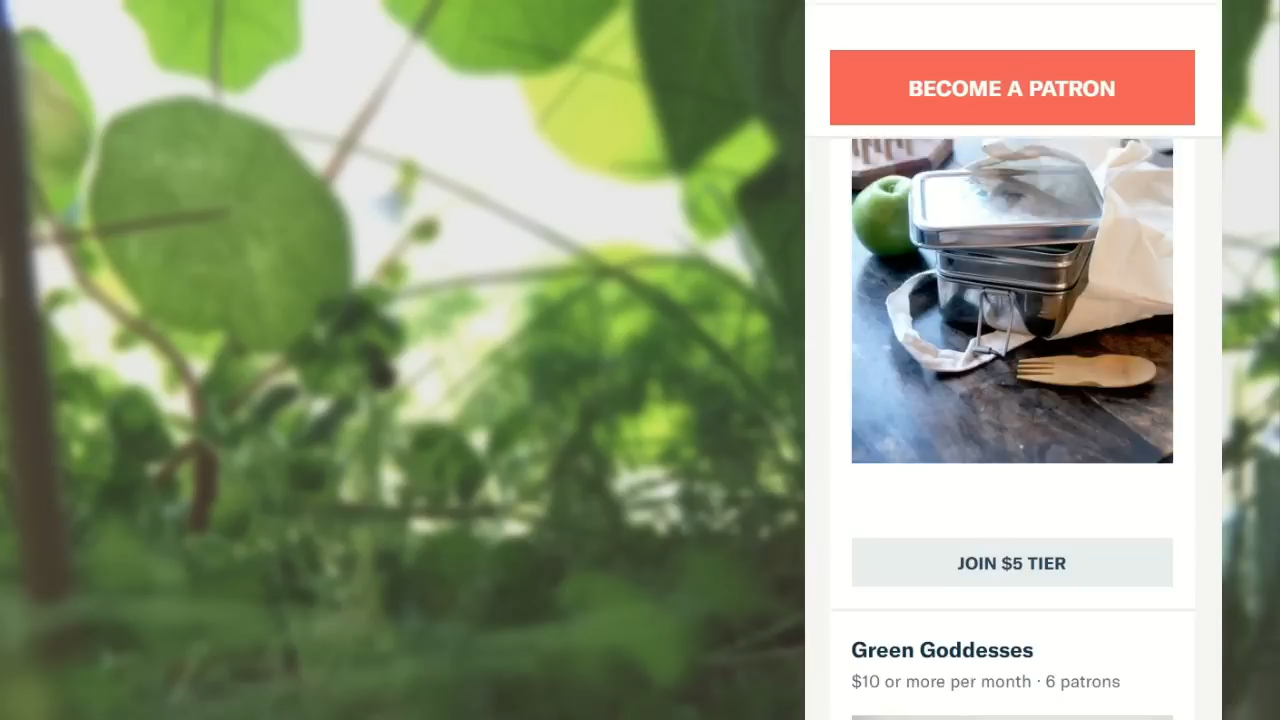 BECOME A PATRON
JOIN $5 TIER
Green Goddesses
$10 or more per month · 6 patrons